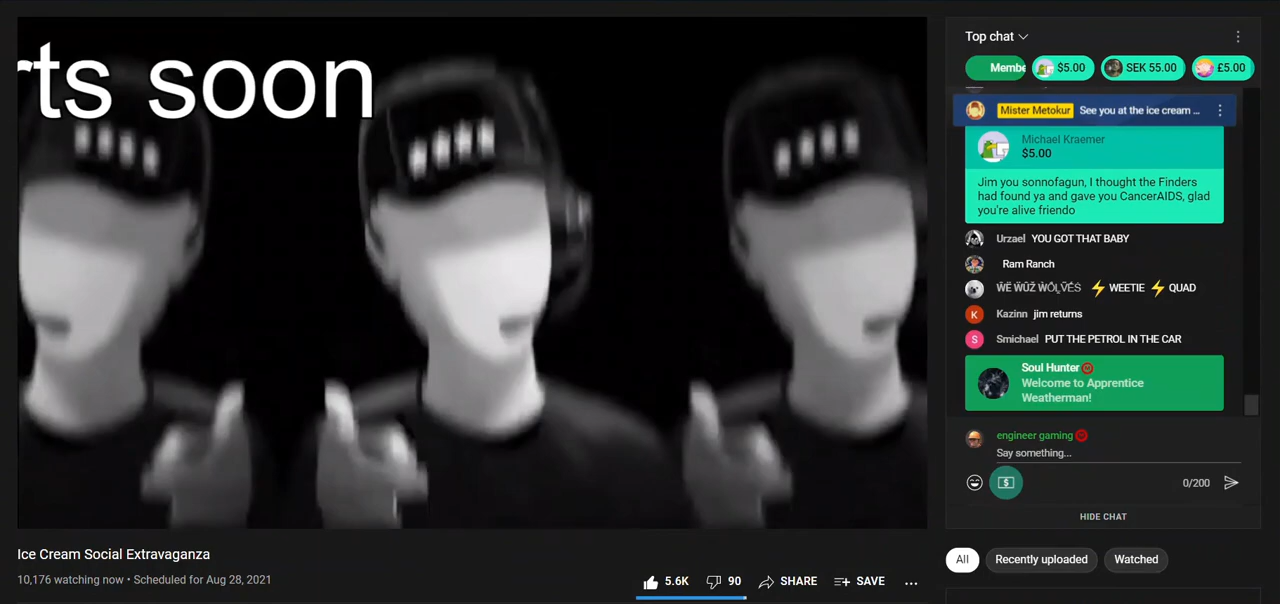 rts soon
Top chat
Membe
$5.00
SEK 55.00
£5.00
Mister Metokur See you at the ice cream ...
Michael Kraemer
$5.00
Jim you sonnofagun, I thought the Finders
had found ya and gave you CancerAIDS, glad
you're alive friendo
Urzael YOU GOT THAT BABY
Ram Ranch
⚡ WEETIE ⚡ QUAD
K
Kazinn jim returns
S
Smichael PUT THE PETROL IN THE CAR
Soul Hunter
Welcome to Apprentice
Weatherman!
engineer gaming
Say something...
0/200
HIDE CHAT
Ice Cream Social Extravaganza
10,176 watching now • Scheduled for Aug 28, 2021
5.6K
90
SHARE
SAVE
...
All
Recently uploaded
Watched